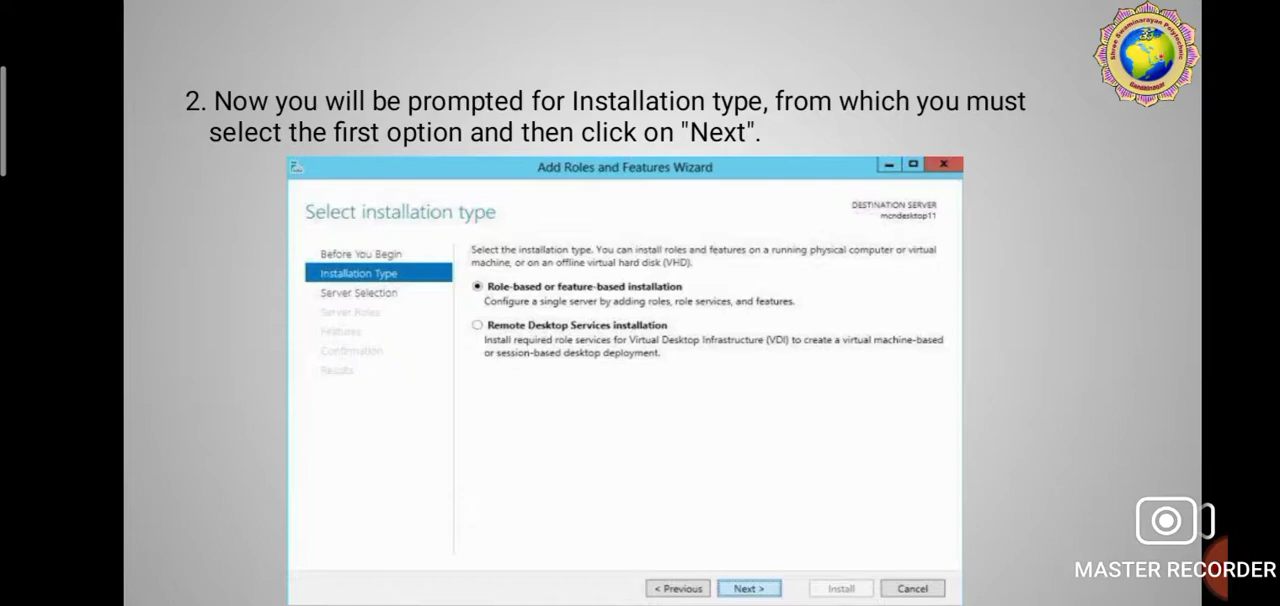 Shree Swaminarayan Polytechnic
Gandhinagar
2. Now you will be prompted for Installation type, from which you must
select the first option and then click on "Next".
Add Roles and Features Wizard
Select installation type
DESTINATION SERVER
mcndesktop11
Before You Begin
Installation Type
Server Selection
Server Roles
Features
Confirmation
Results
Select the installation type. You can install roles and features on a running physical computer or virtual
machine, or on an offline virtual hard disk (VHD).
Role-based or feature-based installation
Configure a single server by adding roles, role services, and features.
Remote Desktop Services installation
Install required role services for Virtual Desktop Infrastructure (VDI) to create a virtual machine-based
or session-based desktop deployment.
< Previous
Next >
Install
Cancel
MASTER RECORDER